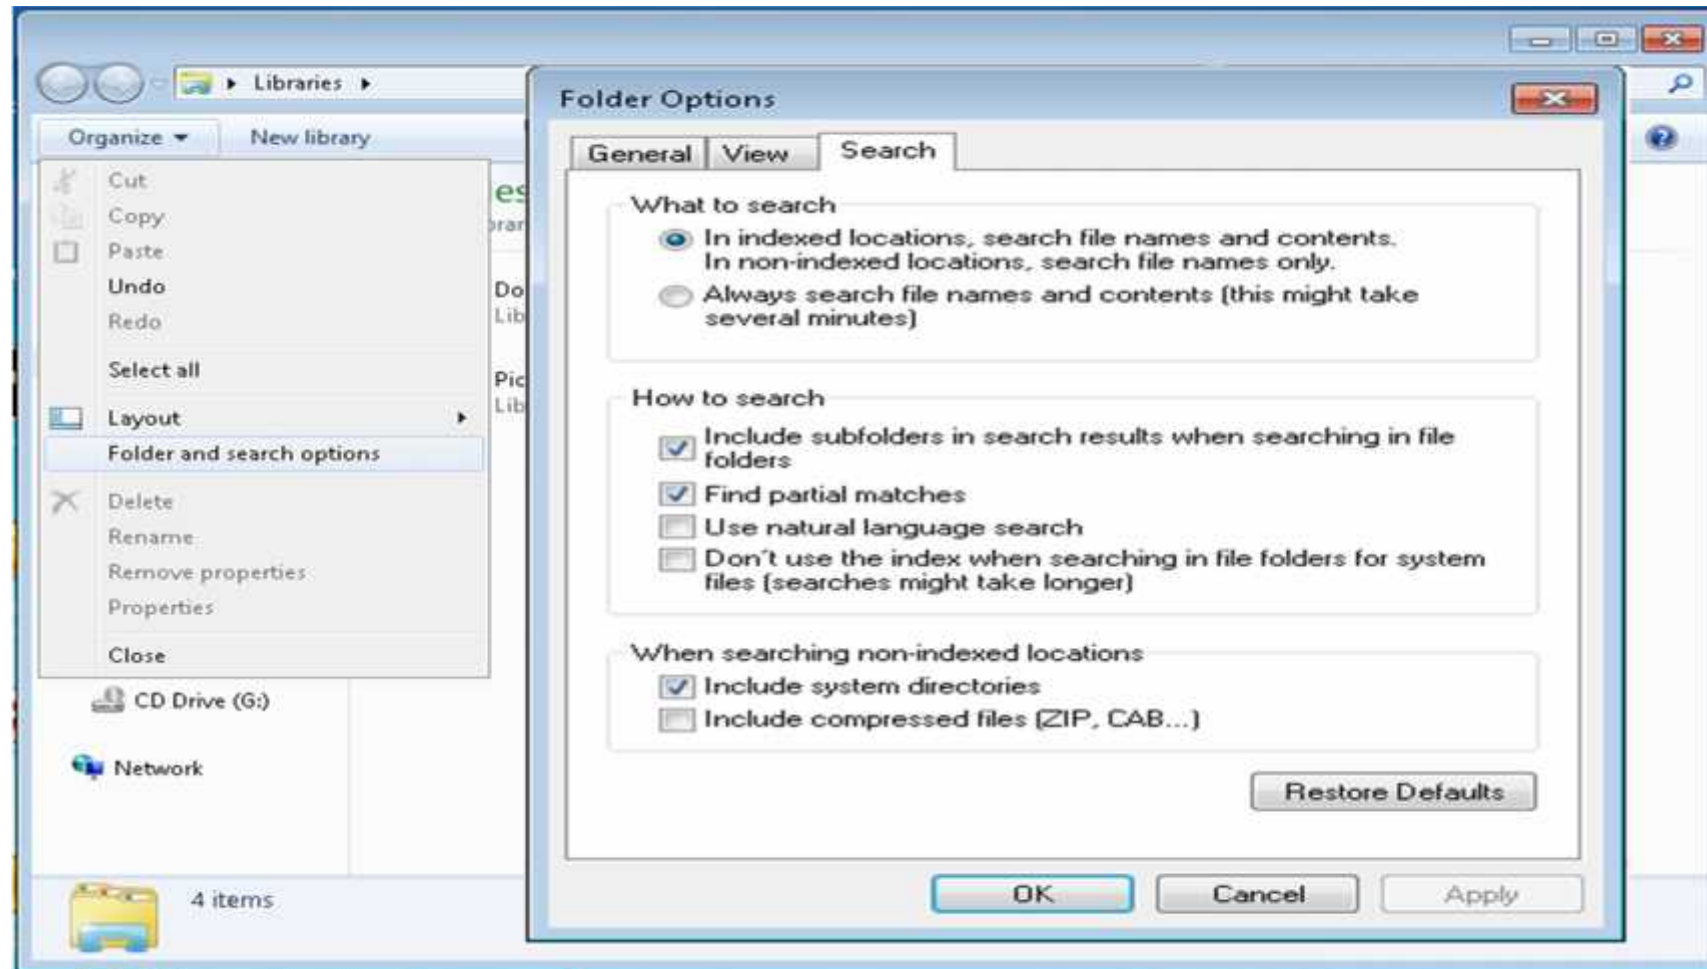 Libraries
Organize
New library
Cut
Copy
Paste
Undo
Redo
Select all
Layout
Folder and search options
Delete
Rename
Remove properties
Properties
Close
CD Drive (G:)
Network
4 items
es
brar
Do
Lib
Pic
Lib
Folder Options
General
View
Search
What to search
In indexed locations, search file names and contents.
In non-indexed locations, search file names only.
Always search file names and contents (this might take
several minutes)
How to search
Include subfolders in search results when searching in file
folders
Find partial matches
Use natural language search
Don't use the index when searching in file folders for system
files (searches might take longer)
When searching non-indexed locations
Include system directories
Include compressed files (ZIP, CAB...)
Restore Defaults
OK
Cancel
Apply